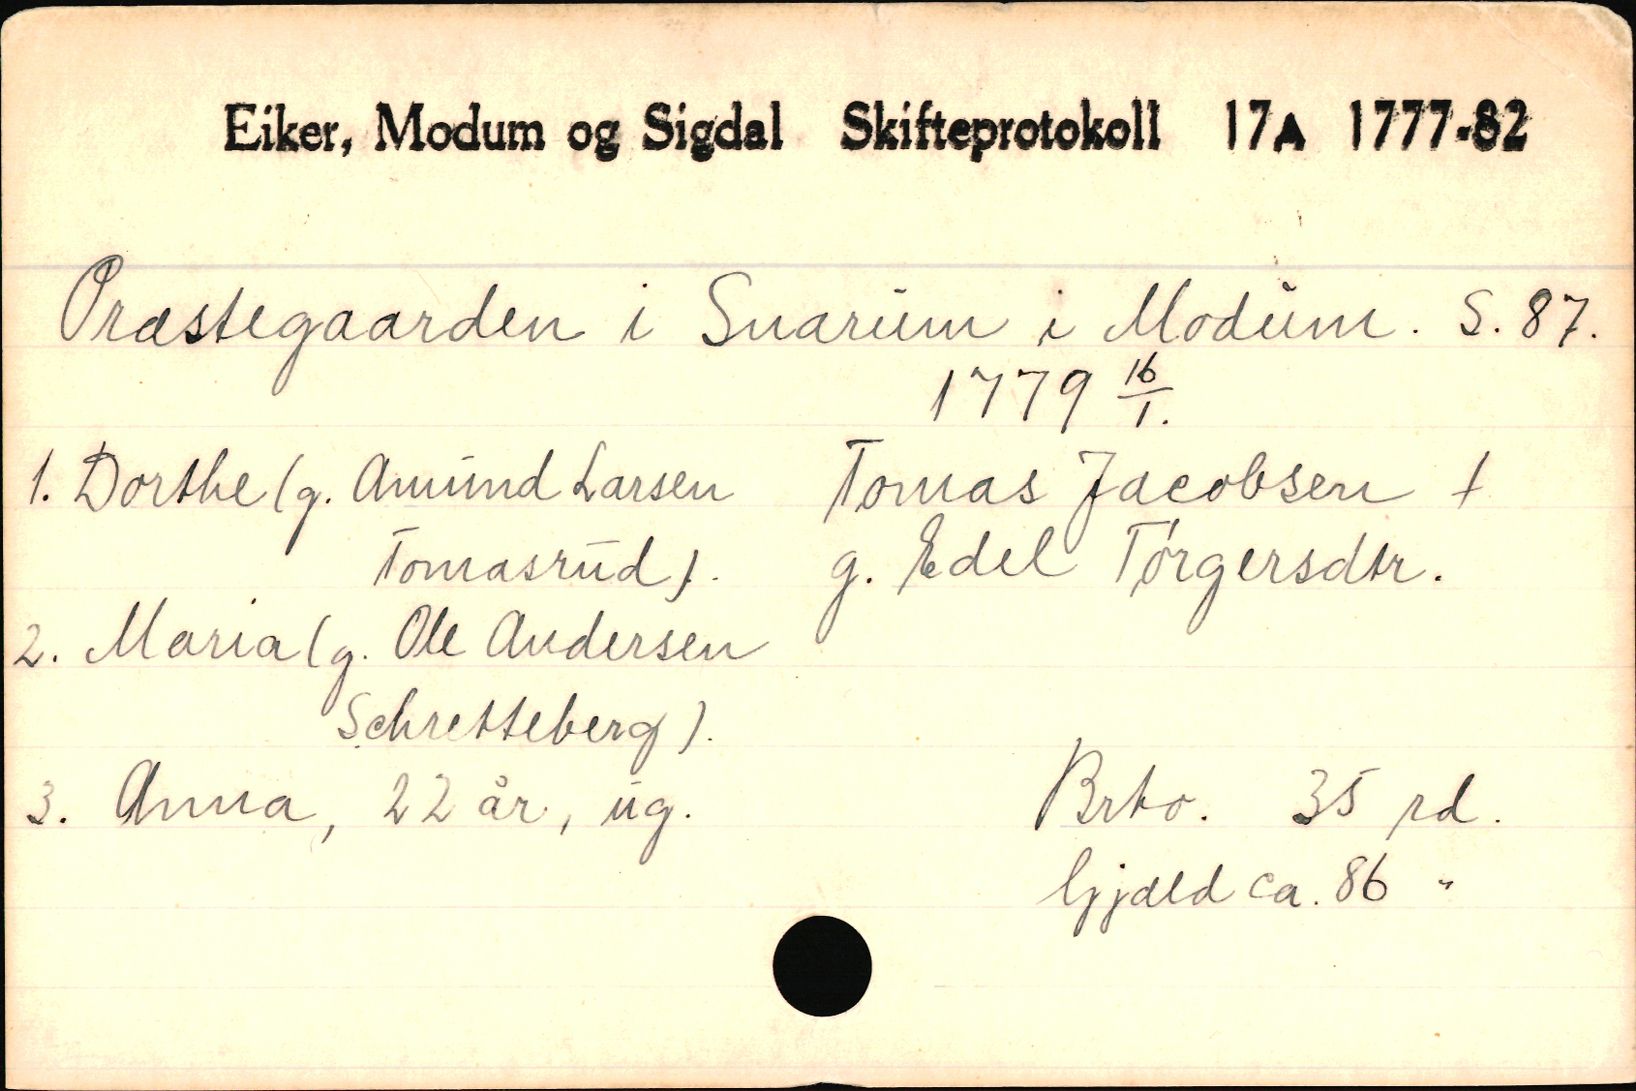 Eiker, Modum og Sigdal Skifteprotokoll 17A 1777-82
Præstegaarden i Snarum i Modum. S. 87.
1779 16/1.
1. Dorthe (g. Amund Larsen
Tomasrud).
2. Maria (g. Ole Andersen
Schretteberg).
3. Anna, 22 år, ug.
Tomas Jacobsen †
g. Edel Torgersdtr.
Brto. 35 rd.
Gjæld ca. 86 "